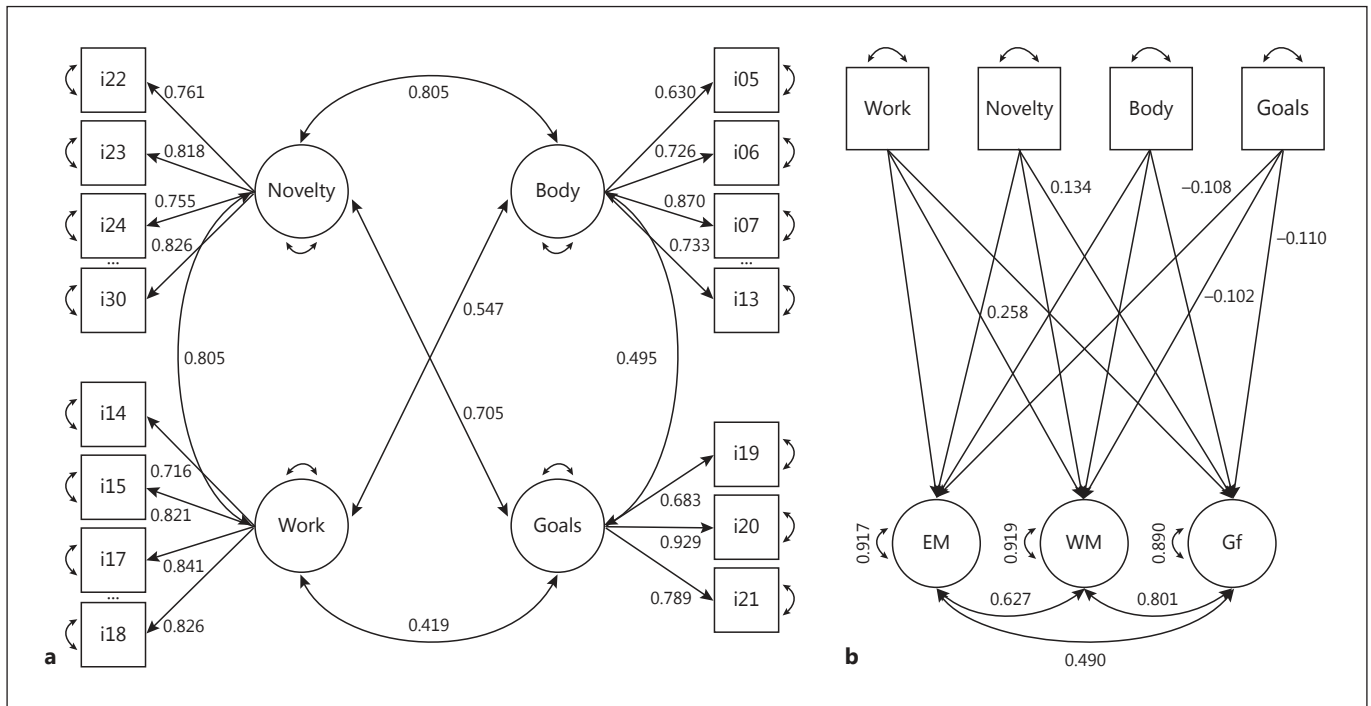 i22
0.761
i23
0.818
i24
0.755
...
0.826
i30
Novelty
0.805
Body
0.630
i05
0.726
i06
0.870
i07
0.733
...
i13
0.547
0.805
0.495
0.705
i14
0.716
i15
0.821
i17
0.841
...
i18
0.826
Work
Goals
0.419
i19
0.683
i20
0.929
i21
0.789
a
Work Novelty Body Goals
0.134
–0.108
–0.110
0.258
–0.102
0.917
EM
0.919
WM
0.890
Gf
0.627
0.801
0.490
b